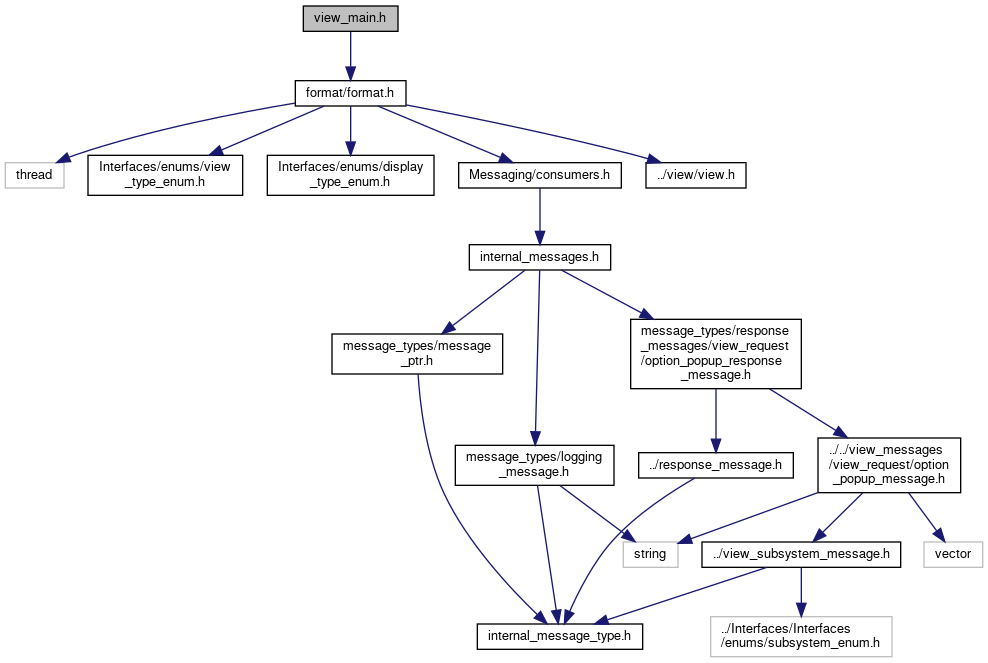 view_main.h
format/format.h
thread
Interfaces/enums/view
_type_enum.h
Interfaces/enums/display
_type_enum.h
Messaging/consumers.h
../view/view.h
internal_messages.h
message_types/message
_ptr.h
message_types/response
_messages/view_request
/option_popup_response
_message.h
message_types/logging
_message.h
../response_message.h
../../view_messages
/view_request/option
_popup_message.h
string
../view_subsystem_message.h
vector
internal_message_type.h
../Interfaces/Interfaces
/enums/subsystem_enum.h